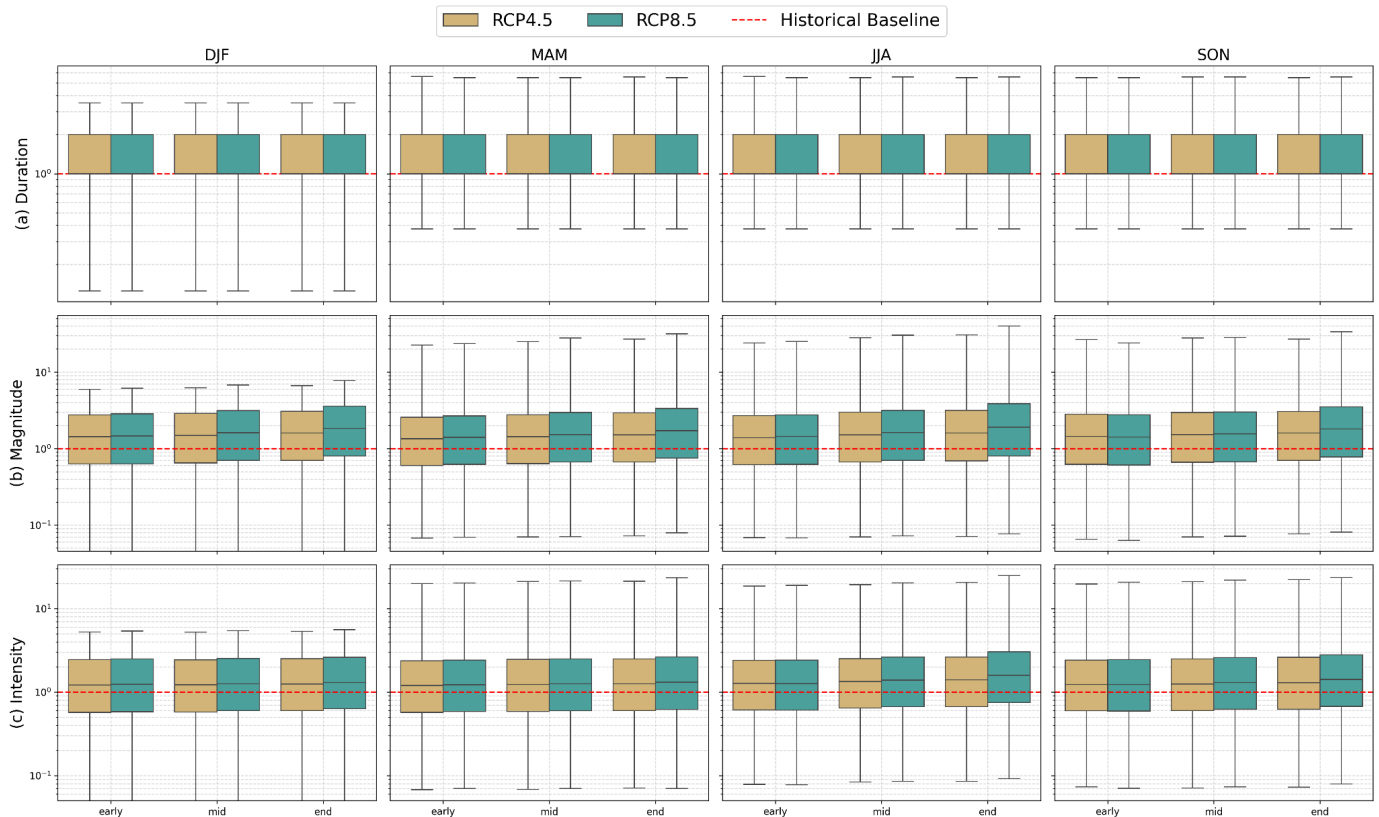 RCP4.5 RCP8.5 Historical Baseline
DJF MAM JJA SON
(a) Duration
10⁰
(b) Magnitude
10¹
10⁰
10⁻¹
(c) Intensity
10¹
10⁰
10⁻¹
early mid end early mid end early mid end early mid end